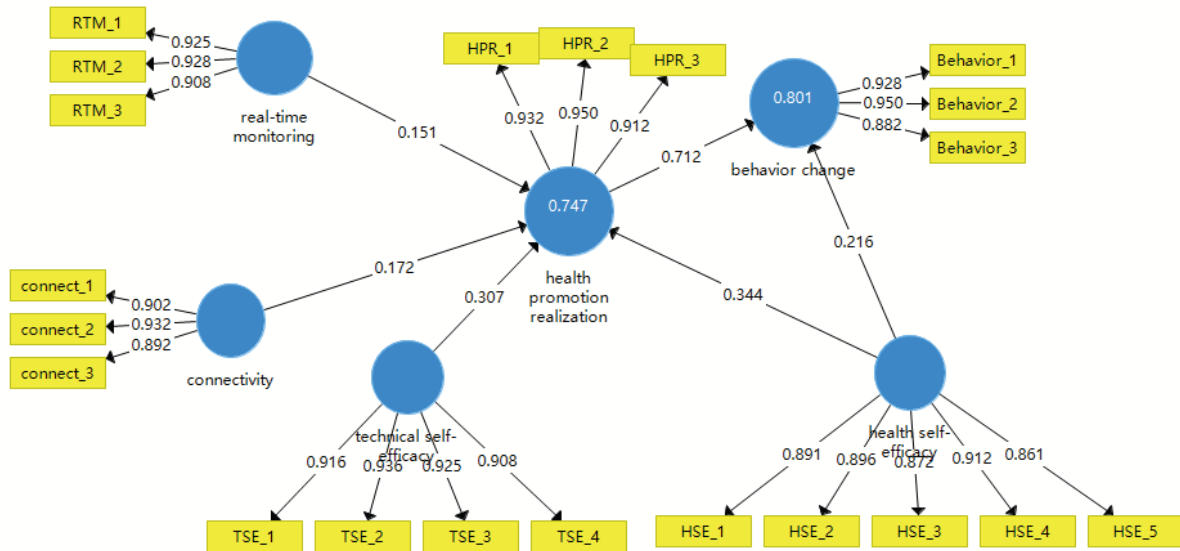 RTM_1
RTM_2
RTM_3
0.925
0.928
0.908
real-time
monitoring
HPR_1
HPR_2
HPR_3
0.932
0.950
0.912
0.801
behavior change
0.928
0.950
0.882
Behavior_1
Behavior_2
Behavior_3
0.151
0.712
0.747
health
promotion
realization
0.216
0.172
0.307
0.344
connect_1
connect_2
connect_3
0.902
0.932
0.892
connectivity
technical self-
efficacy
0.916
0.936
0.925
0.908
TSE_1
TSE_2
TSE_3
TSE_4
health self-
efficacy
0.891
0.896
0.872
0.912
0.861
HSE_1
HSE_2
HSE_3
HSE_4
HSE_5